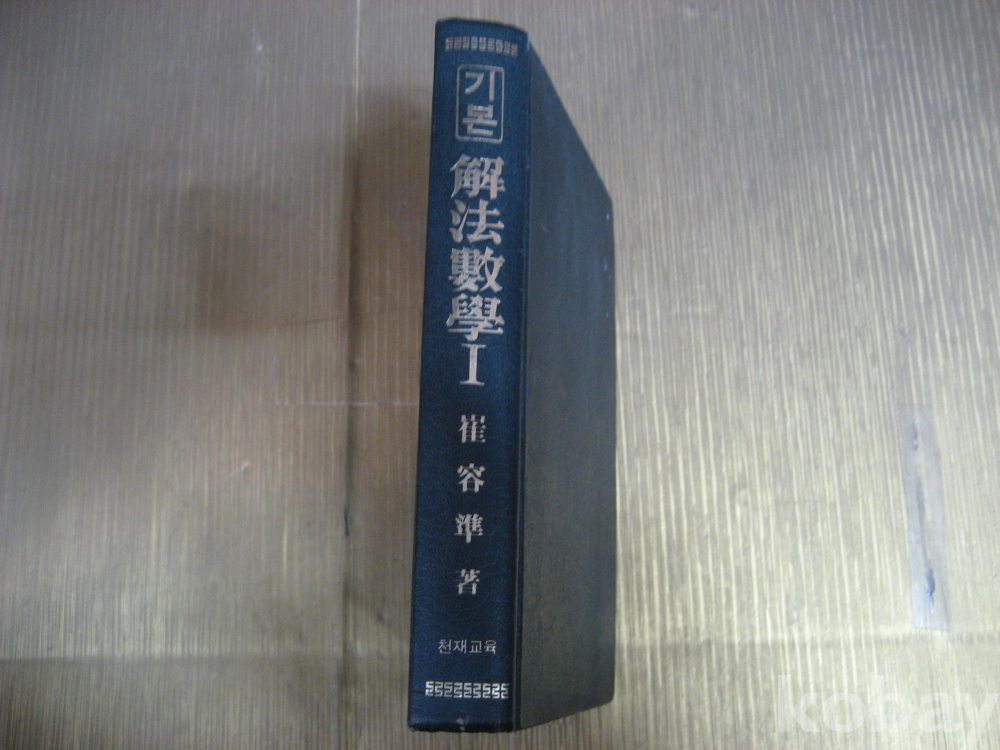 기본
解法數學 I
崔容準 著
천재교육
kobay